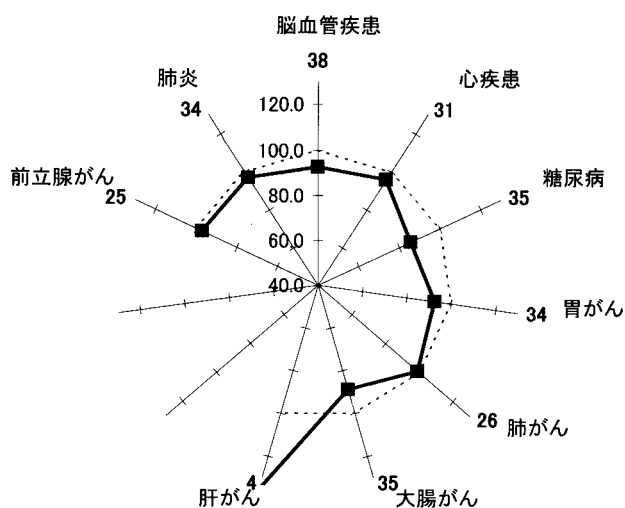 脳血管疾患
38
心疾患
31
糖尿病
35
34
胃がん
26
肺がん
35
大腸がん
4
肝がん
前立腺がん
25
肺炎
34
120.0
100.0
80.0
60.0
40.0